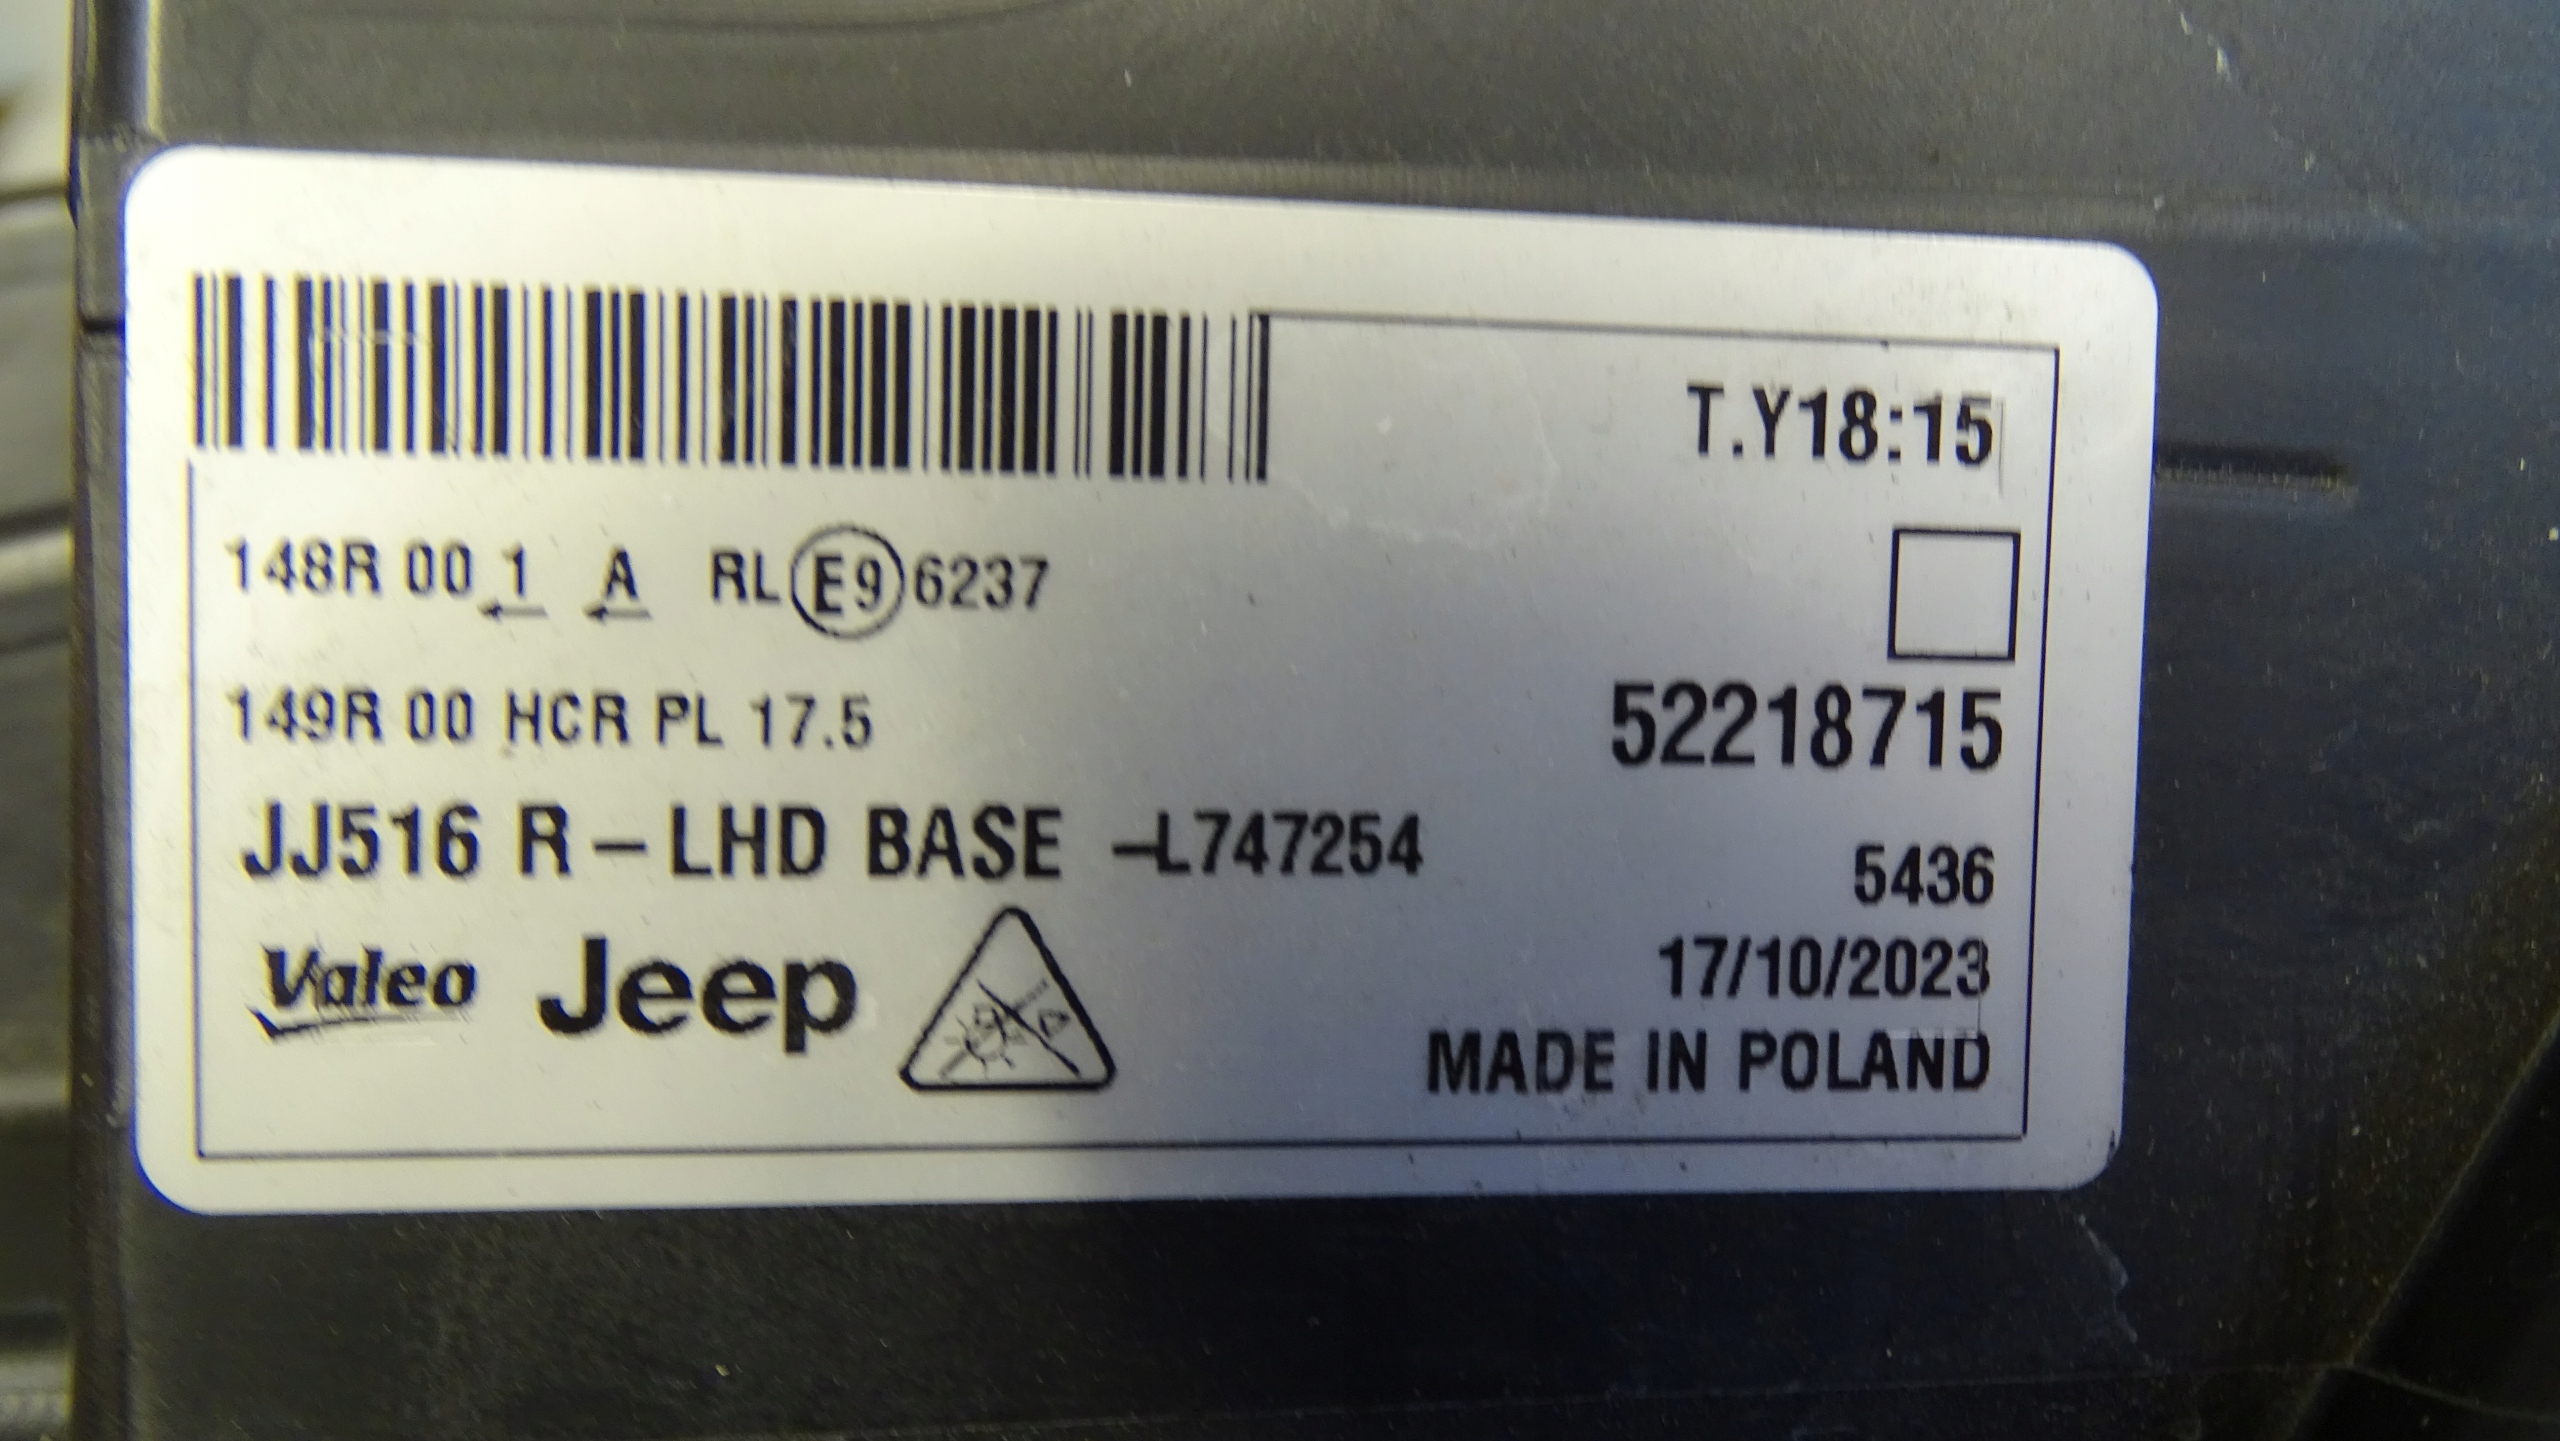 T.Y18:15
148R 00 1 A RL E9 6237
149R 00 HCR PL 17.5
52218715
JJ516 R-LHD BASE -L747254
5436
Valeo Jeep
17/10/2023
MADE IN POLAND